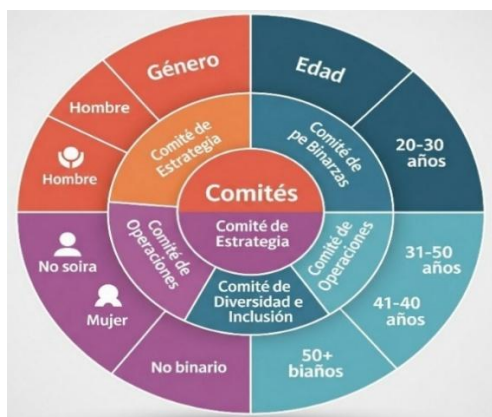 Género
Edad
Hombre
Hombre
Comité de
Estrategia
Comité de
pe Binarzas
20-30
años
Comités
Comité de
Estrategia
No soira
Mujer
Comité de
Operaciones
Comité de
Operaciones
31-50
años
41-40
años
Comité de
Diversidad e
Inclusión
No binario
50+
biaños